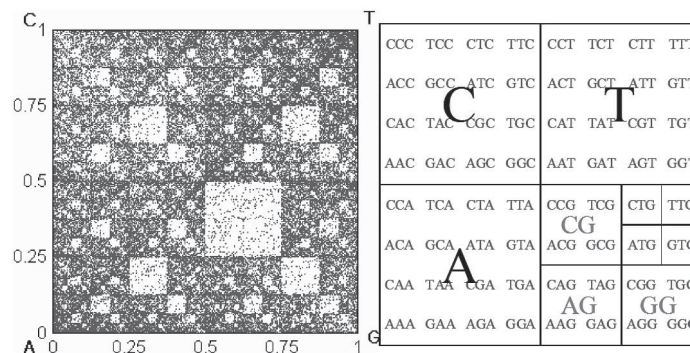 C
1
T
0.75
0.5
0.25
0
A
0
0.25
0.5
0.75
1
G
CCC TCC CTC TTC CCT TCT CTT TTT
ACC GCC ATC GTC ACT GCT ATT
C
T
CAC TAC CGC TGC CAT TAT CGT
AAC GAC AGC GGC AAT GAT AGT
CCA TCA CTA TTA CCG TCG CTG
CG
ACA GCA ATA GTA ACG GCG ATG
A
CAA TAA CGA TGA CAG TAG CGG
AG GG
AAA GAA AGA GGA AAG GAG AGG